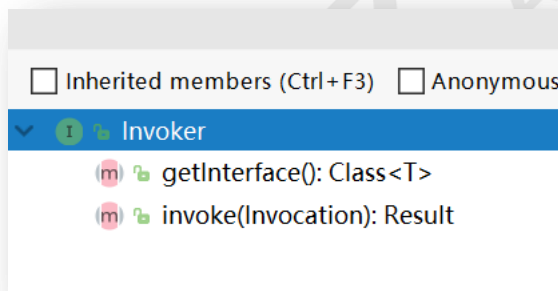 Inherited members (Ctrl+F3) Anonymous
I Invoker
m getInterface(): Class<T>
m invoke(Invocation): Result